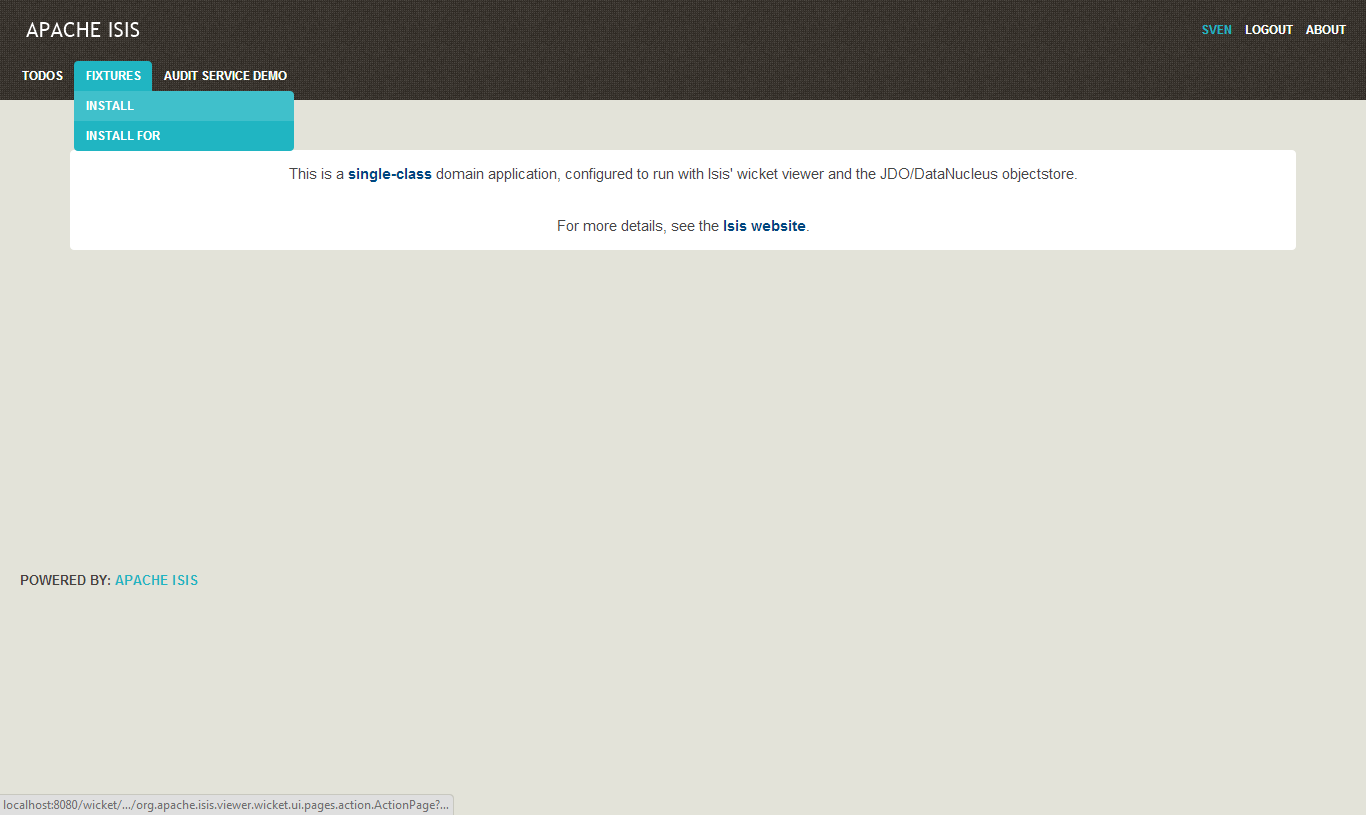 APACHE ISIS
SVEN LOGOUT ABOUT
TODOS FIXTURES AUDIT SERVICE DEMO
INSTALL
INSTALL FOR
This is a single-class domain application, configured to run with Isis' wicket viewer and the JDO/DataNucleus objectstore.
For more details, see the Isis website.
POWERED BY: APACHE ISIS
localhost:8080/wicket/.../org.apache.isis.viewer.wicket.ui.pages.action.ActionPage?...